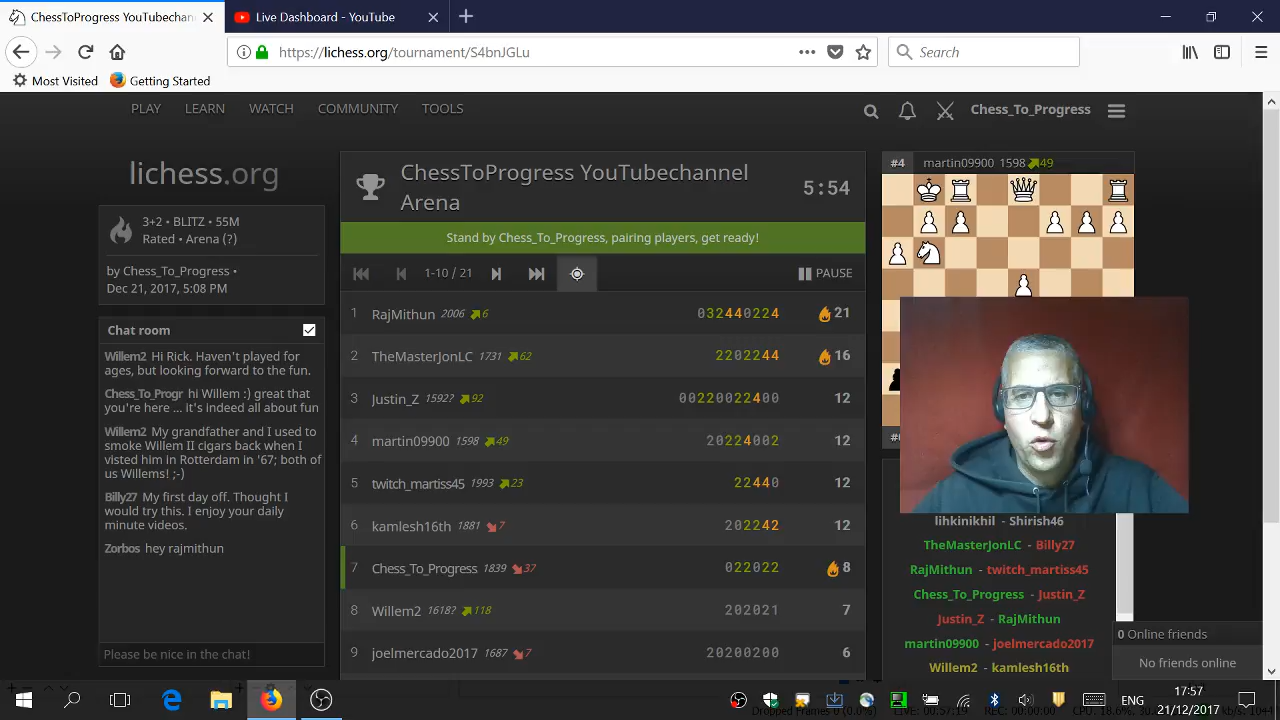 ChessToProgress YouTubechan
Live Dashboard - YouTube
https://lichess.org/tournament/S4bnJGLu
Search
Most Visited
Getting Started
PLAY
LEARN
WATCH
COMMUNITY
TOOLS
Chess_To_Progress
lichess.org
3+2 • BLITZ • 55M
Rated • Arena (?)
by Chess_To_Progress •
Dec 21, 2017, 5:08 PM
Chat room
Willem2 Hi Rick. Haven't played for
ages, but looking forward to the fun.
Chess_To_Progr hi Willem :) great that
you're here ... it's indeed all about fun
Willem2 My grandfather and I used to
smoke Willem II cigars back when I
visted him in Rotterdam in '67; both of
us Willems! ;-)
Billy27 My first day off. Thought I
would try this. I enjoy your daily
minute videos.
Zorbos hey rajmithun
Please be nice in the chat!
ChessToProgress YouTubechannel
Arena
5:54
Stand by Chess_To_Progress, pairing players, get ready!
1-10 / 21
PAUSE
1 RajMithun 2006 6 032440224 21
2 TheMasterJonLC 1731 62 2202244 16
3 Justin_Z 1592? 92 00220022400 12
4 martin09900 1598 49 20224002 12
5 twitch_martiss45 1993 23 22440 12
6 kamlesh16th 1881 7 202242 12
7 Chess_To_Progress 1839 37 022022 8
8 Willem2 1618? 118 202021 7
9 joelmercado2017 1687 7 20200200 6
#4 martin09900 1598 49
lihkinikhil - Shirish46
TheMasterJonLC - Billy27
RajMithun - twitch_martiss45
Chess_To_Progress - Justin_Z
Justin_Z - RajMithun
martin09900 - joelmercado2017
Willem2 - kamlesh16th
0 Online friends
No friends online
ENG
17:57
21/12/2017